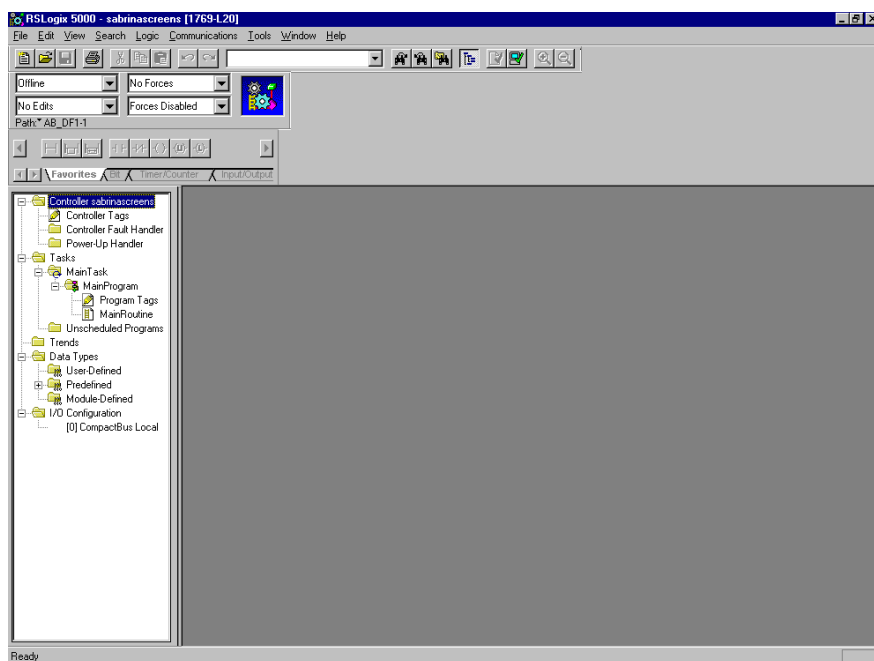 RSLogix 5000 - sabrinascreens [1769-L20]
File Edit View Search Logic Communications Tools Window Help
Offline No Forces
No Edits Forces Disabled
Path:* AB_DF1-1
Favorites Bit Timer/Counter Input/Output
Controller sabrinascreens
Controller Tags
Controller Fault Handler
Power-Up Handler
Tasks
MainTask
MainProgram
Program Tags
MainRoutine
Unscheduled Programs
Trends
Data Types
User-Defined
Predefined
Module-Defined
I/O Configuration
[0] CompactBus Local
Ready